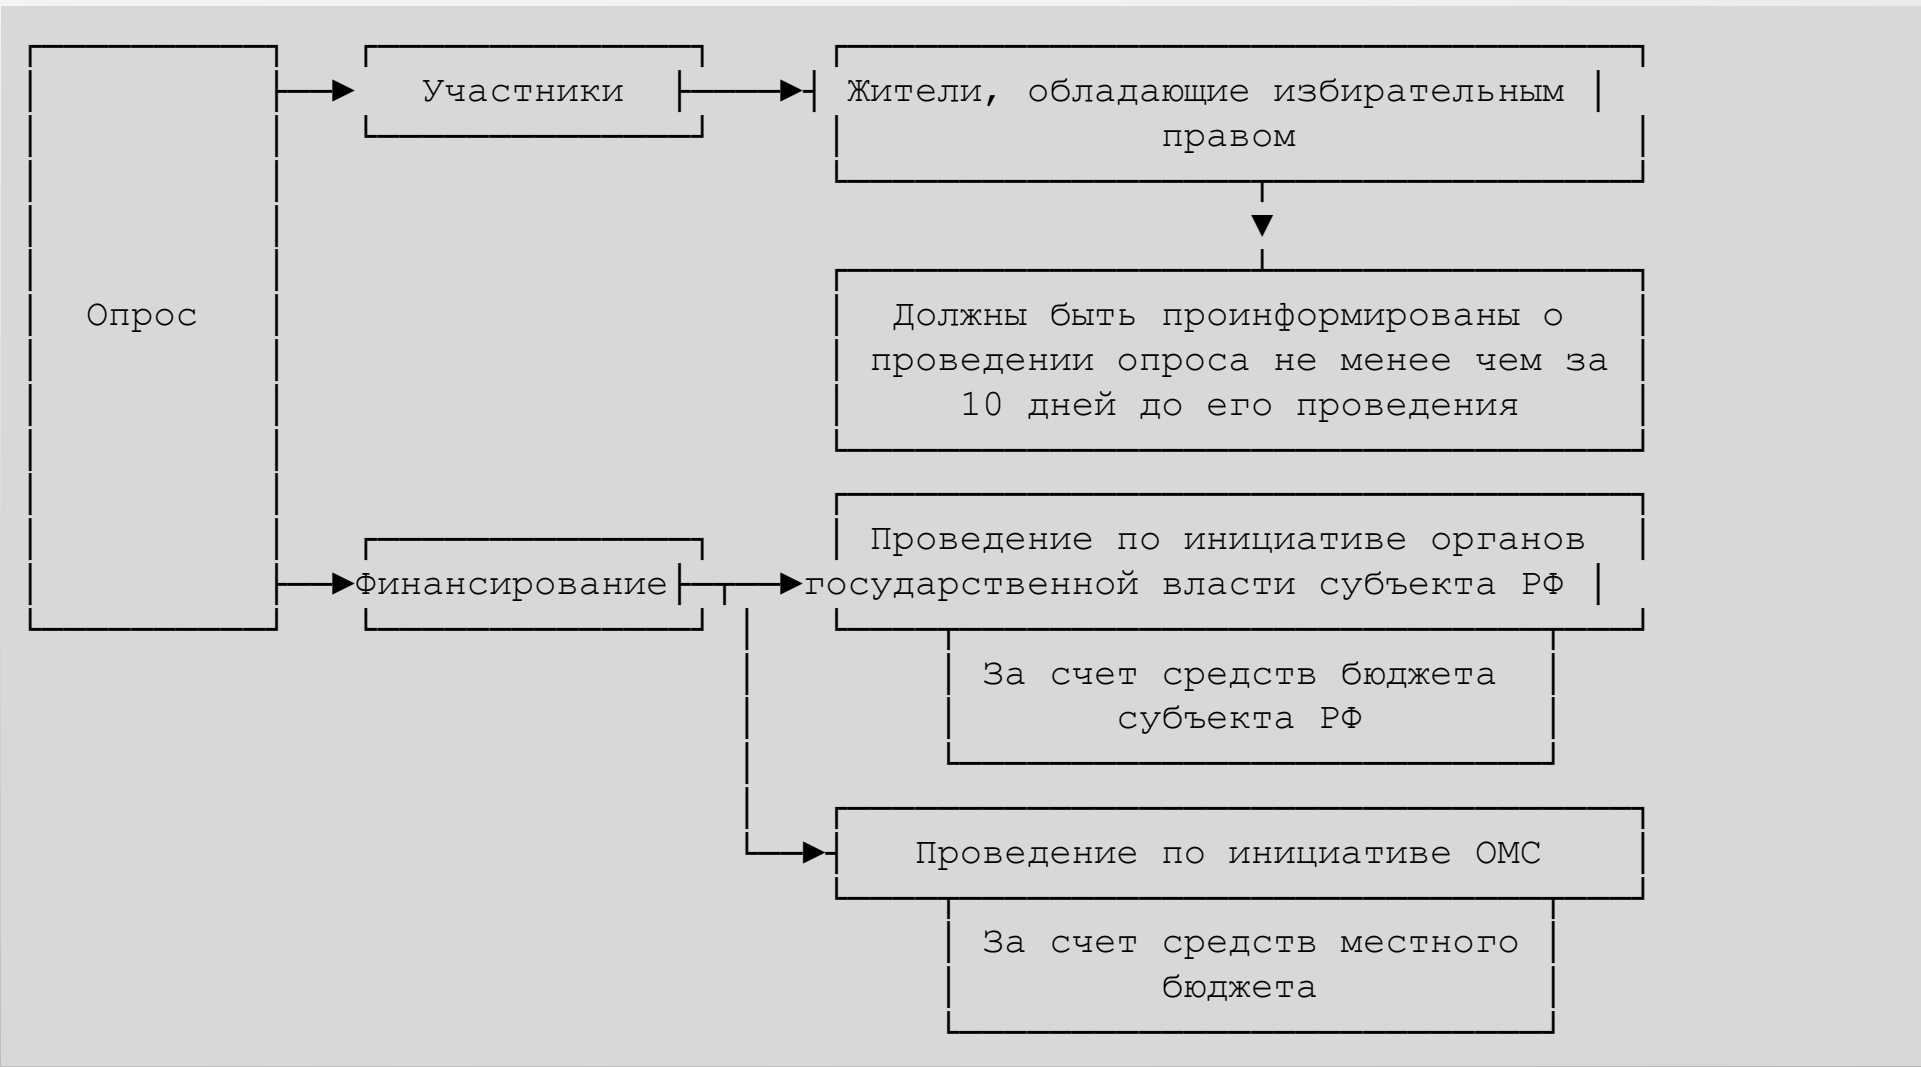 Участники
Жители, обладающие избирательным
правом
Опрос
Должны быть проинформированы о
проведении опроса не менее чем за
10 дней до его проведения
Проведение по инициативе органов
Финансирование
государственной власти субъекта РФ
За счет средств бюджета
субъекта РФ
Проведение по инициативе ОМС
За счет средств местного
бюджета